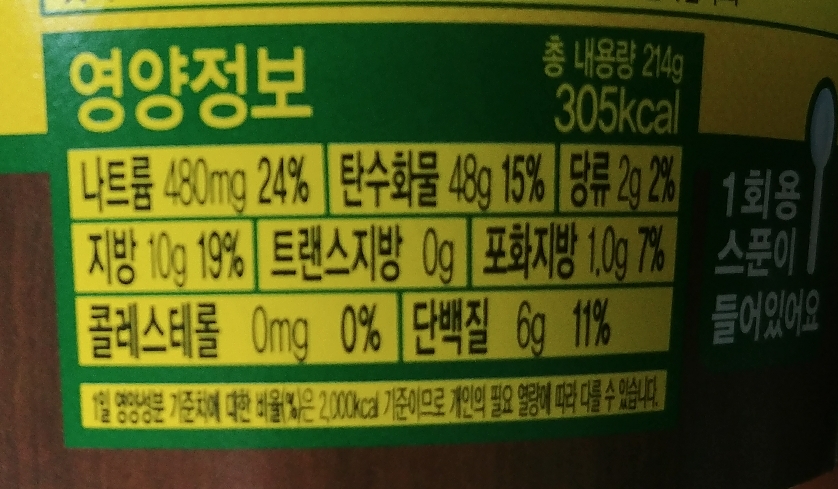 영양정보
총 내용량 214g
305kcal
나트륨 480mg 24% 탄수화물 48g 15% 당류 2g 2%
지방 10g 19% 트랜스지방 0g 포화지방 1.0g 7%
콜레스테롤 0mg 0% 단백질 6g 11%
1일 영양성분 기준치에 대한 비율(%)은 2,000kcal 기준이므로 개인의 필요 열량에 따라 다를 수 있습니다.
1회용
스푼이
들어있어요